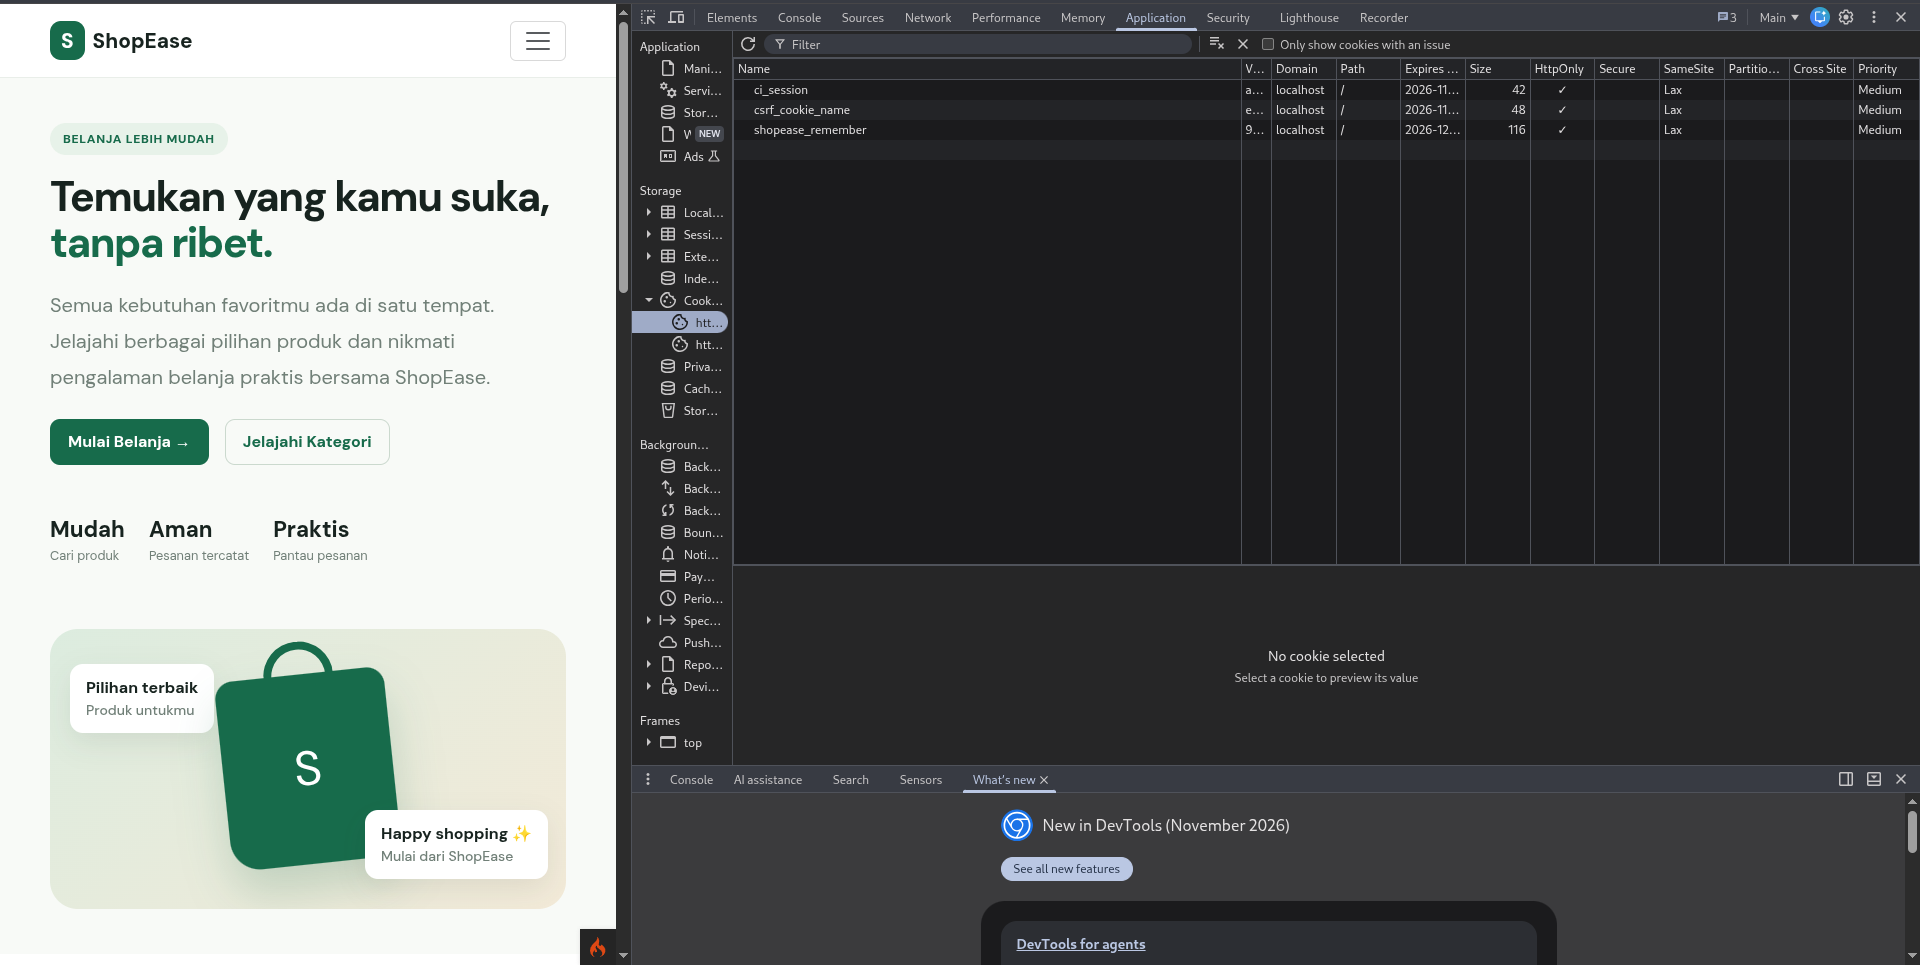 S ShopEase
BELANJA LEBIH MUDAH
Temukan yang kamu suka,
tanpa ribet.
Semua kebutuhan favoritmu ada di satu tempat.
Jelajahi berbagai pilihan produk dan nikmati
pengalaman belanja praktis bersama ShopEase.
Mulai Belanja →
Jelajahi Kategori
Mudah Aman Praktis
Cari produk Pesanan tercatat Pantau pesanan
Pilihan terbaik
Produk untukmu
S
Happy shopping ✨
Mulai dari ShopEase
Elements Console Sources Network Performance Memory Application Security Lighthouse Recorder 3 Main
Filter Only show cookies with an issue
Application
Mani...
Servi...
Stor...
W NEW
Ads
Storage
Local...
Sessi...
Exte...
Inde...
Cook...
htt...
htt...
Priva...
Cach...
Stor...
Backgroun...
Back...
Back...
Back...
Boun...
Noti...
Pay...
Perio...
Spec...
Push...
Repo...
Devi...
Frames
top
Name V... Domain Path Expires ... Size HttpOnly Secure SameSite Partitio... Cross Site Priority
ci_session a... localhost / 2026-11... 42 ✓ Lax Medium
csrf_cookie_name e... localhost / 2026-11... 48 ✓ Lax Medium
shopease_remember 9... localhost / 2026-12... 116 ✓ Lax Medium
No cookie selected
Select a cookie to preview its value
Console AI assistance Search Sensors What's new
New in DevTools (November 2026)
See all new features
DevTools for agents